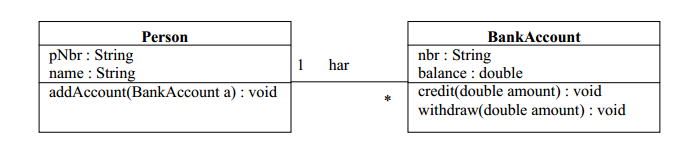 Person
pNbr : String
name : String
addAccount(BankAccount a) : void
1 har
*
BankAccount
nbr : String
balance : double
credit(double amount) : void
withdraw(double amount) : void